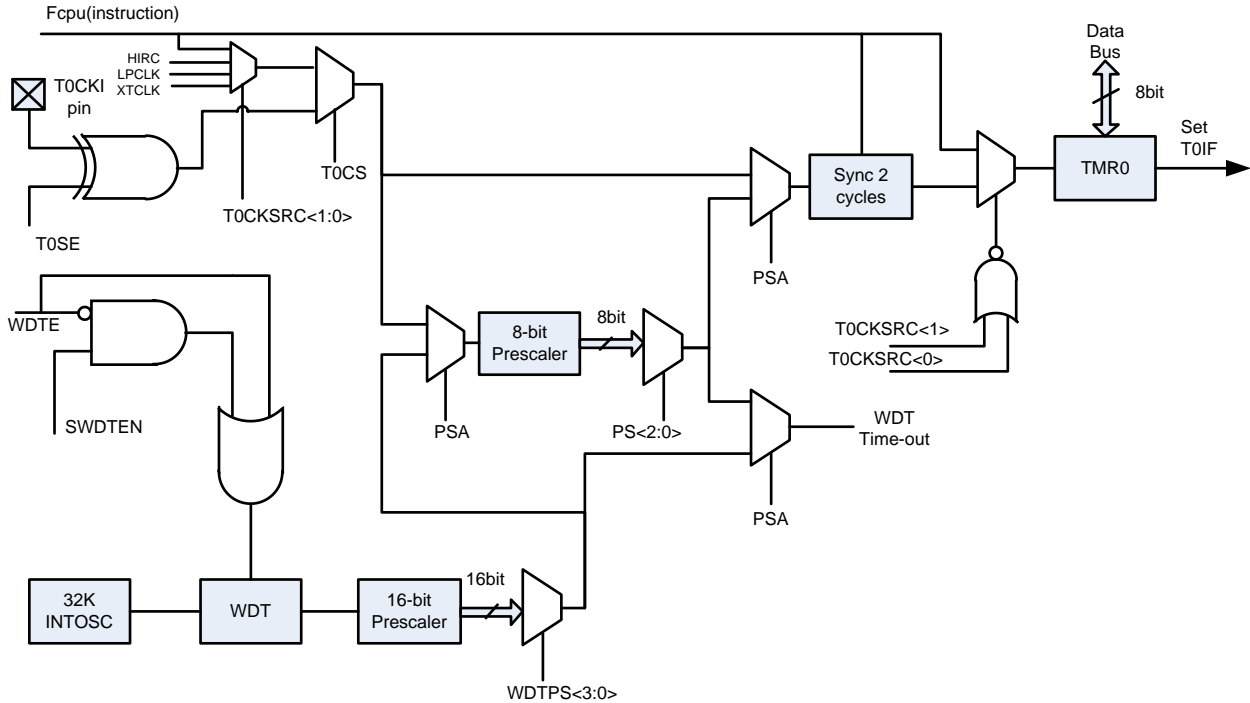 Fcpu(instruction)
HIRC
LPCLK
XTCLK
T0CKI
pin
T0SE
T0CS
T0CKSRC<1:0>
Data
Bus
8bit
Set
T0IF
TMR0
Sync 2
cycles
PSA
T0CKSRC<1>
T0CKSRC<0>
WDTE
SWDTEN
8-bit
Prescaler
8bit
PSA
PS<2:0>
WDT
Time-out
PSA
32K
INTOSC
WDT
16-bit
Prescaler
16bit
WDTPS<3:0>